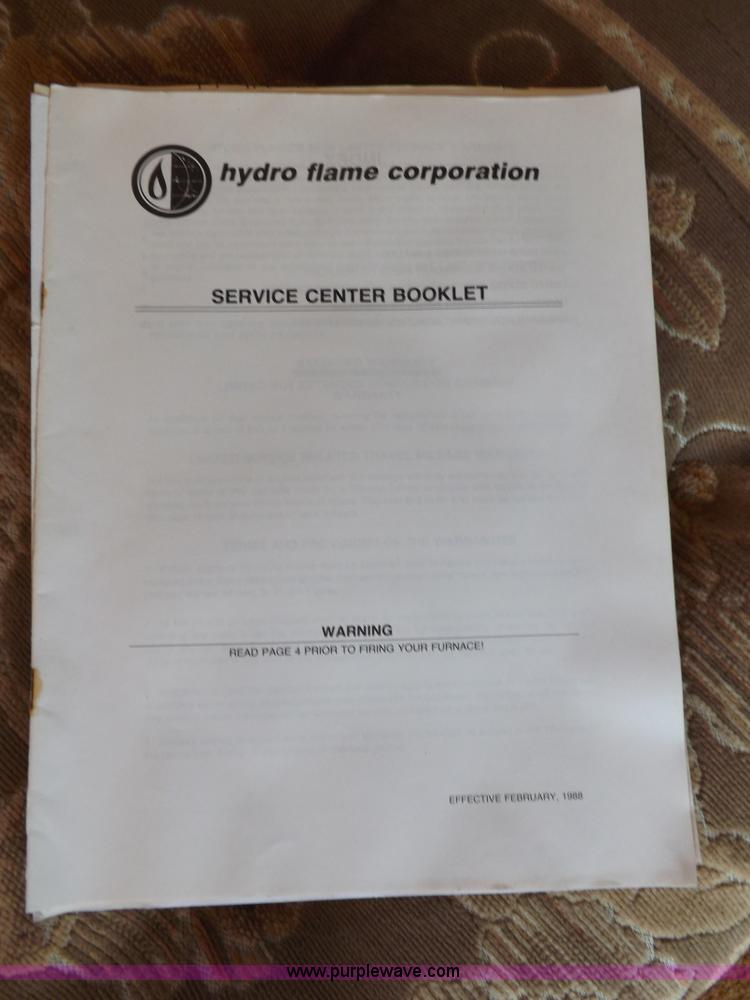 hydro flame corporation
SERVICE CENTER BOOKLET
WARNING
READ PAGE 4 PRIOR TO FIRING YOUR FURNACE!
EFFECTIVE FEBRUARY, 1988
www.purplewave.com